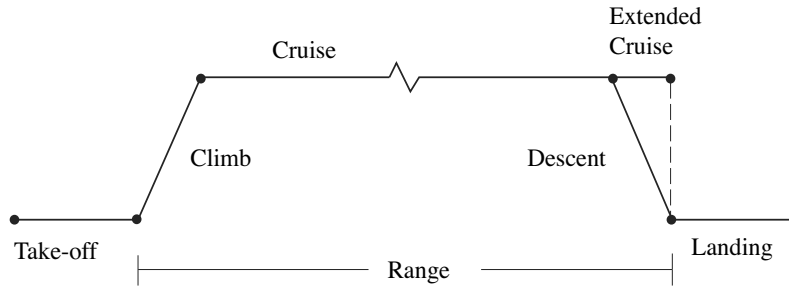 Extended
Cruise
Cruise
Climb
Descent
Take-off
Landing
Range